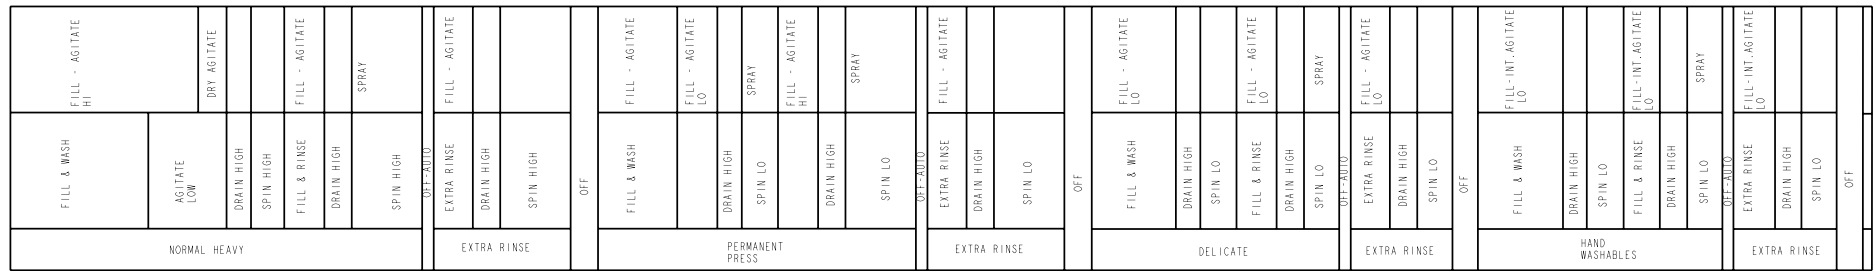 FILL - AGITATE
HI
DRY AGITATE
FILL - AGITATE
SPRAY
FILL - AGITATE
FILL - AGITATE
FILL - AGITATE
LO
SPRAY
FILL - AGITATE
HI
SPRAY
FILL - AGITATE
FILL - AGITATE
LO
FILL - AGITATE
LO
SPRAY
FILL - AGITATE
LO
FILL-INT.AGITATE
LO
FILL-INT.AGITATE
LO
SPRAY
FILL-INT.AGITATE
LO
FILL & WASH
AGITATE
LOW
DRAIN HIGH
SPIN HIGH
FILL & RINSE
DRAIN HIGH
SPIN HIGH
OFF-AUTO
EXTRA RINSE
DRAIN HIGH
SPIN HIGH
OFF
FILL & WASH
DRAIN HIGH
SPIN LO
DRAIN HIGH
SPIN LO
OFF-AUTO
EXTRA RINSE
DRAIN HIGH
SPIN LO
OFF
FILL & WASH
DRAIN HIGH
SPIN LO
FILL & RINSE
DRAIN HIGH
SPIN LO
OFF-AUTO
EXTRA RINSE
DRAIN HIGH
SPIN LO
OFF
FILL & WASH
DRAIN HIGH
SPIN LO
FILL & RINSE
DRAIN HIGH
SPIN LO
OFF-AUTO
EXTRA RINSE
DRAIN HIGH
SPIN LO
OFF
NORMAL HEAVY
EXTRA RINSE
PERMANENT
PRESS
EXTRA RINSE
DELICATE
EXTRA RINSE
HAND
WASHABLES
EXTRA RINSE